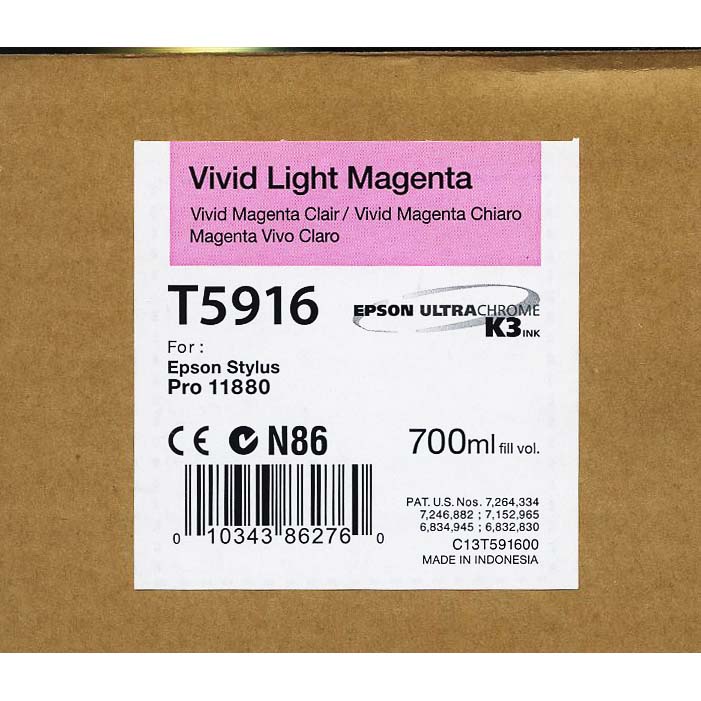 Vivid Light Magenta
Vivid Magenta Clair / Vivid Magenta Chiaro
Magenta Vivo Claro
T5916
EPSON ULTRACHROME
K3 INK
For :
Epson Stylus
Pro 11880
CE N86
700ml fill vol.
0 10343 86276 0
PAT. U.S. Nos. 7,264,334
7,246,882 ; 7,152,965
6,834,945 ; 6,832,830
C13T591600
MADE IN INDONESIA